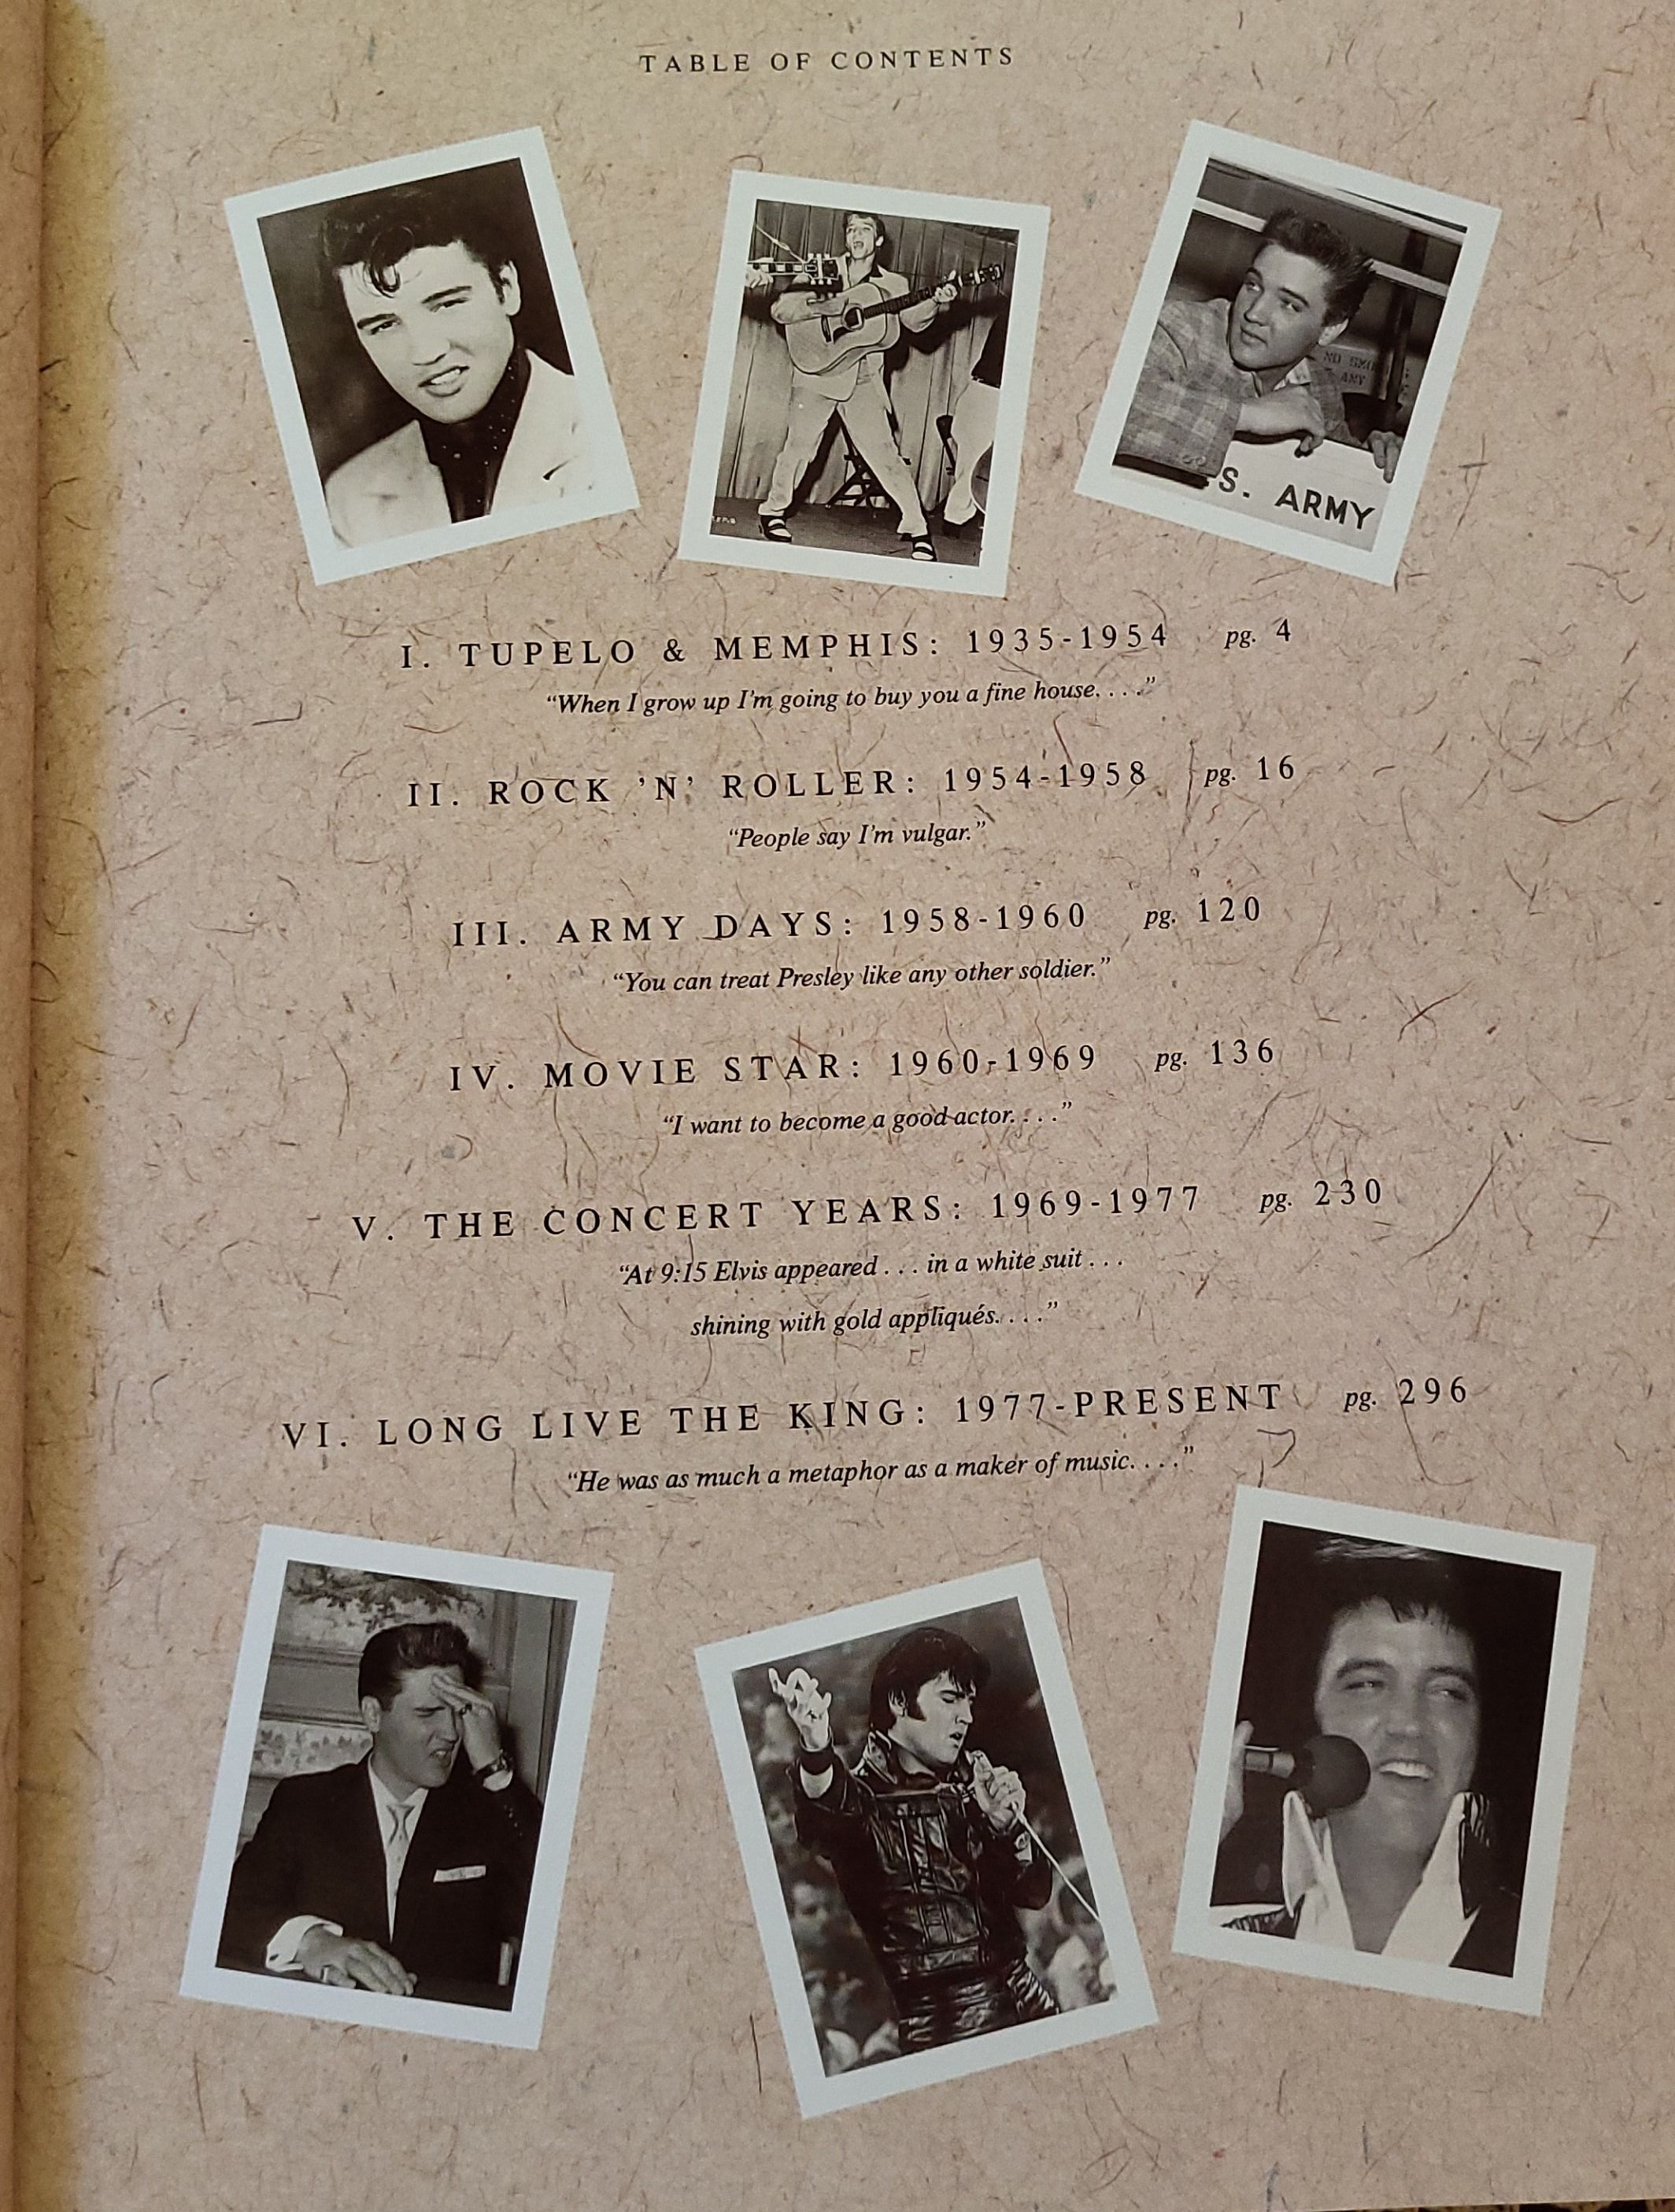 TABLE OF CONTENTS
S. ARMY
I. TUPELO & MEMPHIS: 1935-1954 pg. 4
“When I grow up I’m going to buy you a fine house. . . .”
II. ROCK ’N’ ROLLER: 1954-1958 pg. 16
“People say I’m vulgar.”
III. ARMY DAYS: 1958-1960 pg. 120
“You can treat Presley like any other soldier.”
IV. MOVIE STAR: 1960-1969 pg. 136
“I want to become a good actor. . . .”
V. THE CONCERT YEARS: 1969-1977 pg. 230
“At 9:15 Elvis appeared . . . in a white suit . . .
shining with gold appliqués. . . .”
VI. LONG LIVE THE KING: 1977-PRESENT pg. 296
“He was as much a metaphor as a maker of music. . . .”